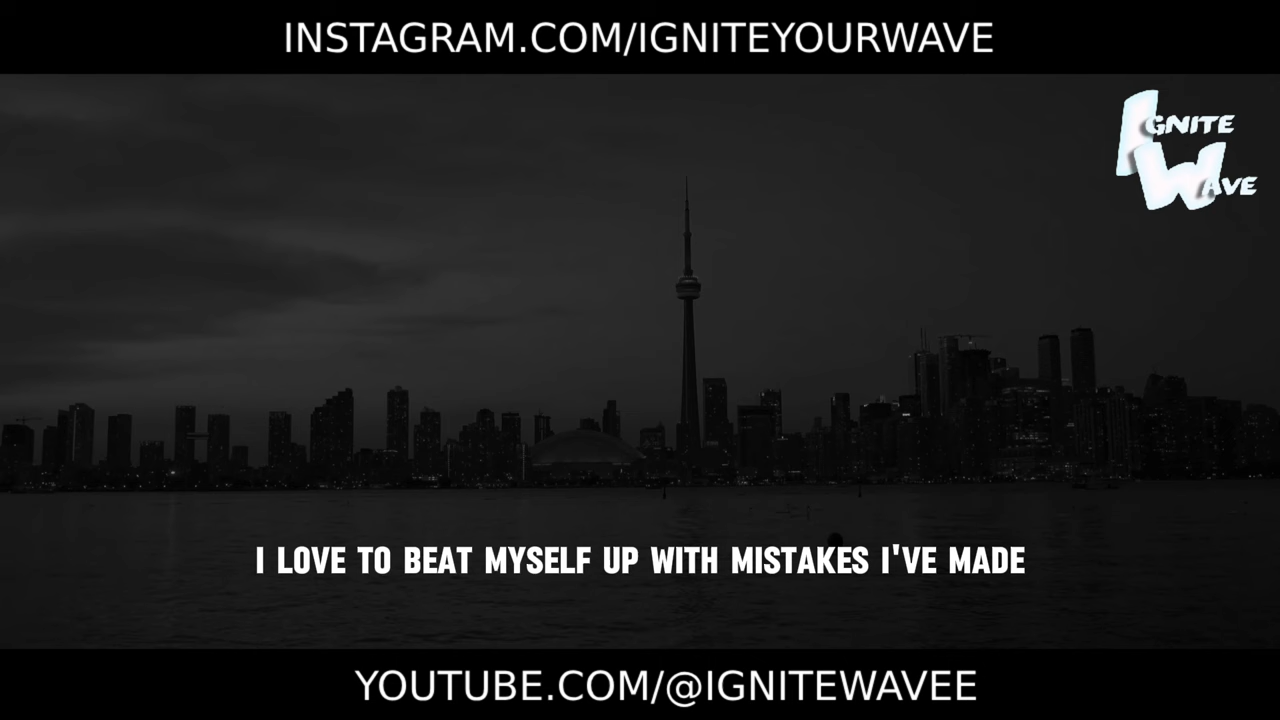 INSTAGRAM.COM/IGNITEYOURWAVE
IGNITE
WAVE
I LOVE TO BEAT MYSELF UP WITH MISTAKES I'VE MADE
YOUTUBE.COM/@IGNITEWAVEE